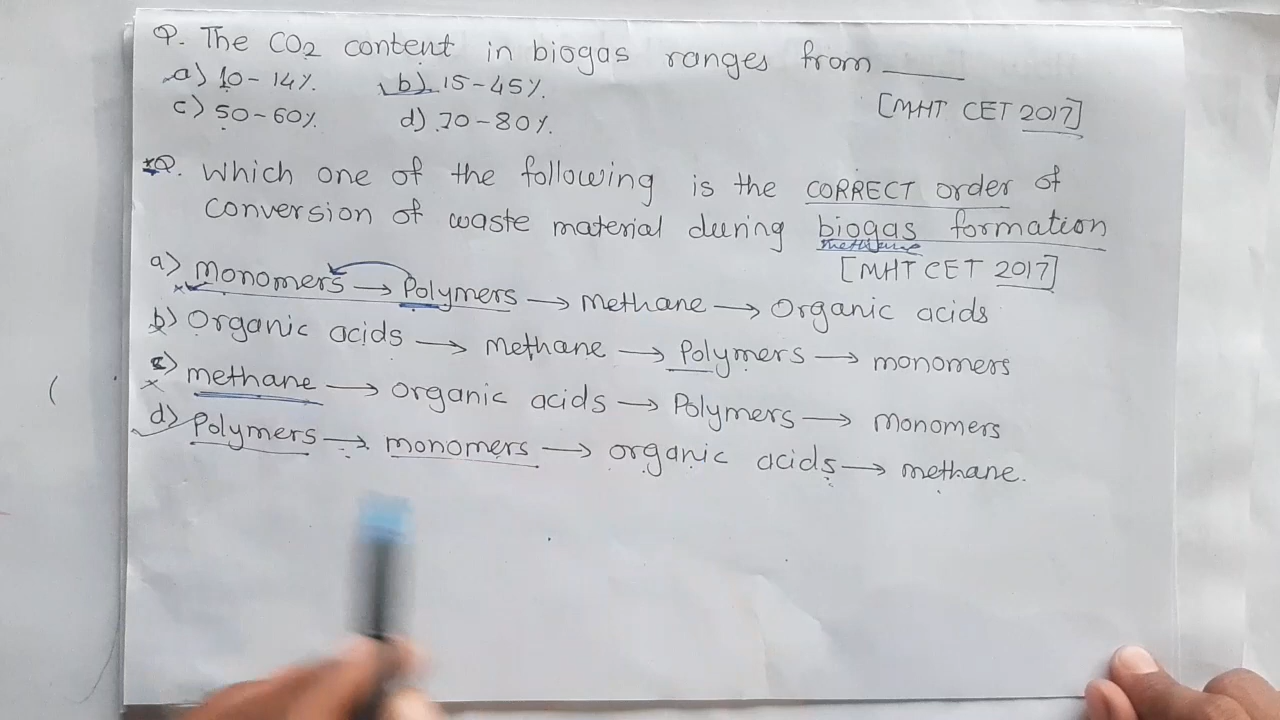 Q. The CO2 content in biogas ranges from ____
a) 10-14%. b) 15-45%.
c) 50-60%. d) 70-80%.
[MHT CET 2017]
*Q. Which one of the following is the CORRECT order of
conversion of waste material during biogas formation
methane
[MHT CET 2017]
a) Monomers → Polymers → Methane → Organic acids
b) Organic acids → Methane → Polymers → monomers
c) methane → organic acids → Polymers → Monomers
d) Polymers → monomers → organic acids → methane.